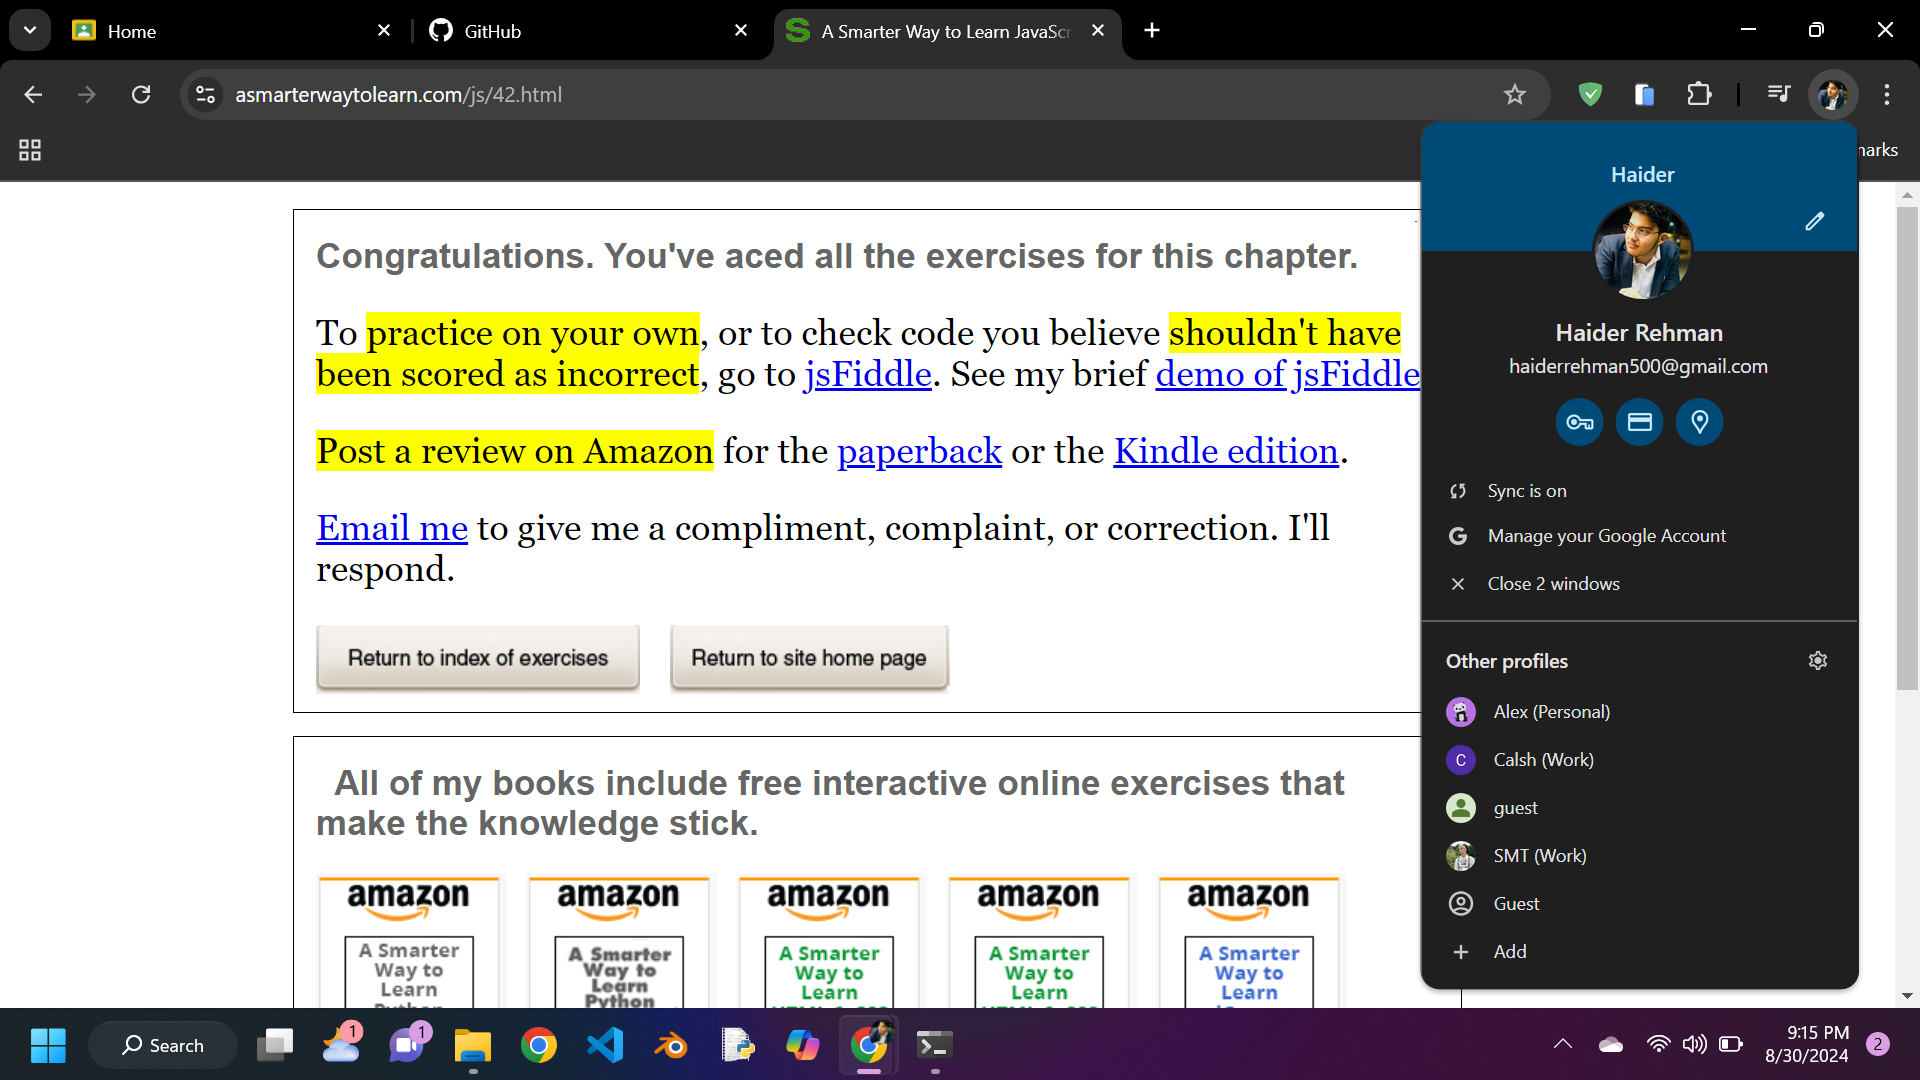 Home
GitHub
A Smarter Way to Learn JavaScr
asmarterwaytolearn.com/js/42.html
Haider
Haider Rehman
haiderrehman500@gmail.com
Sync is on
Manage your Google Account
Close 2 windows
Other profiles
Alex (Personal)
C
Calsh (Work)
guest
SMT (Work)
Guest
Add
Congratulations. You've aced all the exercises for this chapter.
To practice on your own, or to check code you believe shouldn't have
been scored as incorrect, go to jsFiddle. See my brief demo of jsFiddle
Post a review on Amazon for the paperback or the Kindle edition.
Email me to give me a compliment, complaint, or correction. I'll
respond.
Return to index of exercises
Return to site home page
All of my books include free interactive online exercises that
make the knowledge stick.
amazon amazon amazon amazon amazon
A Smarter A Smarter A Smarter A Smarter A Smarter
Way to Way to Way to Way to Way to
Learn Learn Learn Learn Learn
Python Python
Search
1
1
9:15 PM
8/30/2024
2